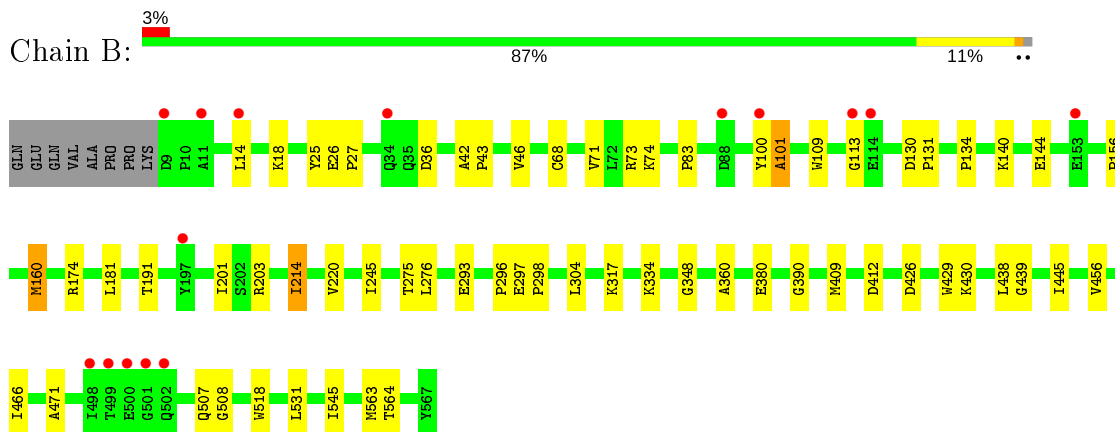 3%
Chain B:
87% 11% ••
GLN GLU GLN VAL ALA PRO PRO LYS D9 P10 A11 L14 K18 Y25 E26 P27 Q34 Q35 D36 A42 P43 V46 C68 V71 L72 R73 K74 P83 D88 Y100 A101 W109 G113 E114 D130 P131 P134 K140 E144 E153 P156
M160 R174 L181 T191 Y197 I201 S202 R203 I214 V220 I245 T275 L276 E293 P296 E297 P298 L304 K317 K334 G348 A360 E380 G390 M409 D412 D426 W429 K430 L438 G439 I445 V456
I466 A471 I498 T499 E500 G501 Q502 Q507 G508 W518 L531 I545 M563 T564 Y567